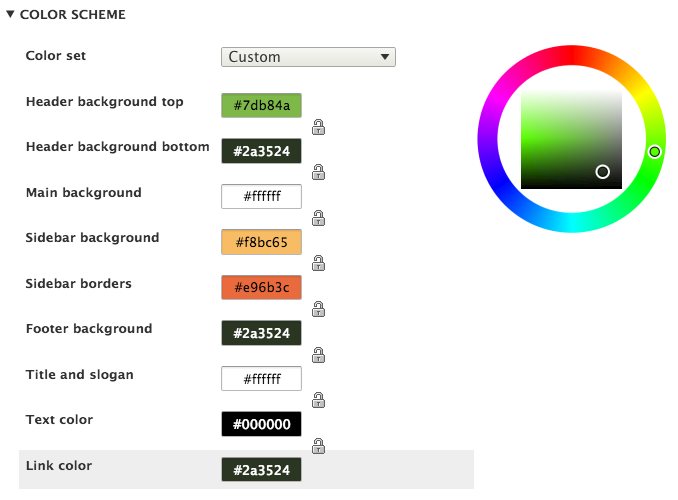 COLOR SCHEME
Color set Custom
Header background top #7db84a
Header background bottom #2a3524
Main background #ffffff
Sidebar background #f8bc65
Sidebar borders #e96b3c
Footer background #2a3524
Title and slogan #ffffff
Text color #000000
Link color #2a3524